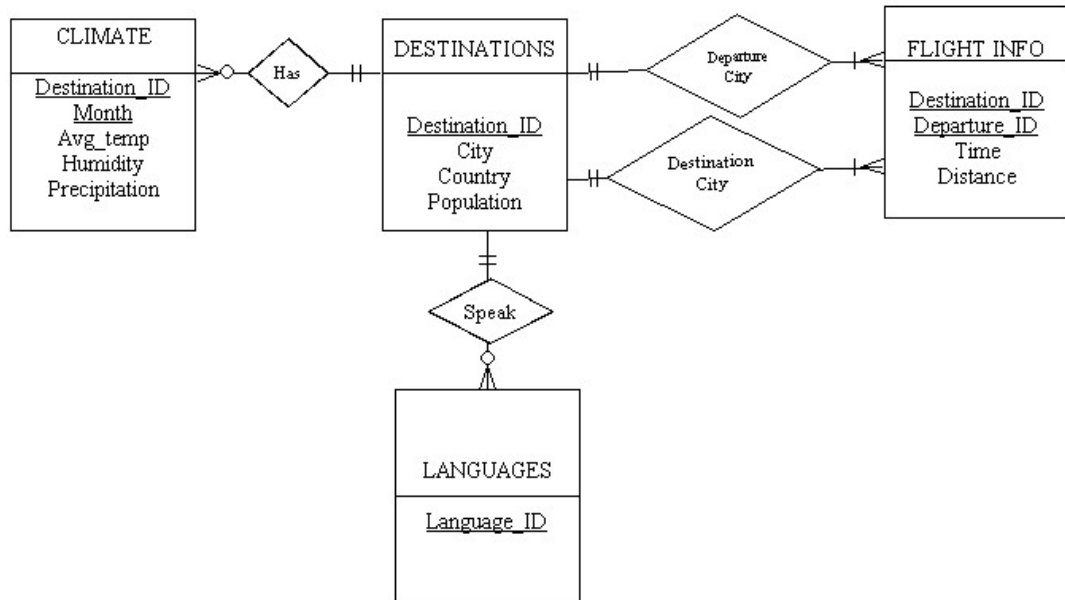 CLIMATE
Destination_ID
Month
Avg_temp
Humidity
Precipitation
Has
DESTINATIONS
Destination_ID
City
Country
Population
Departure
City
Destination
City
FLIGHT INFO
Destination_ID
Departure_ID
Time
Distance
Speak
LANGUAGES
Language_ID